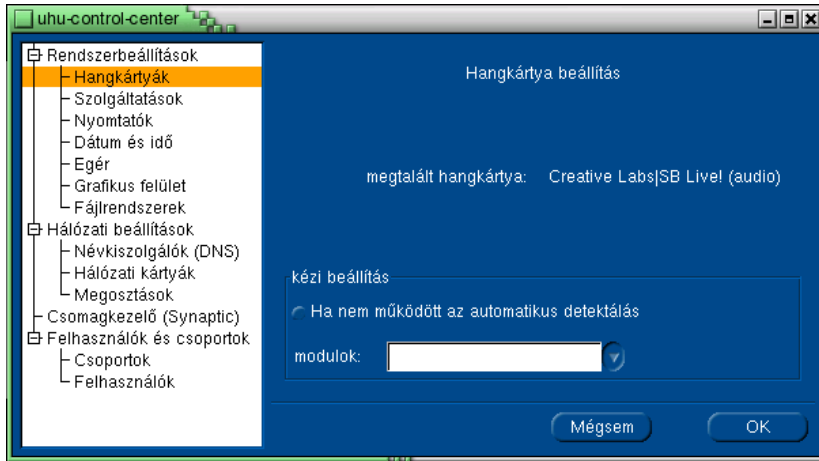 uhu-control-center
Rendszerbeállítások
Hangkártyák
Szolgáltatások
Nyomtatók
Dátum és idő
Egér
Grafikus felület
Fájlrendszerek
Hálózati beállítások
Névkiszolgálók (DNS)
Hálózati kártyák
Megosztások
Csomagkezelő (Synaptic)
Felhasználók és csoportok
Csoportok
Felhasználók
Hangkártya beállítás
megtalált hangkártya: Creative Labs|SB Live! (audio)
kézi beállítás
Ha nem működött az automatikus detektálás
modulok:
Mégsem
OK